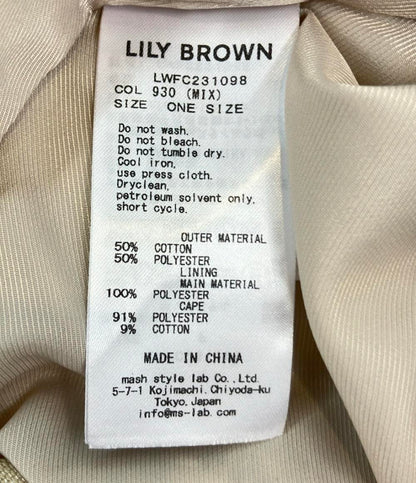 LILY BROWN
LWFC231098
COL 930 (MIX)
SIZE ONE SIZE
Do not wash.
Do not bleach.
Do not tumble dry.
Cool iron.
use press cloth.
Dryclean,
petroleum solvent only,
short cycle.
OUTER MATERIAL
50% COTTON
50% POLYESTER
LINING
MAIN MATERIAL
100% POLYESTER
CAPE
91% POLYESTER
9% COTTON
MADE IN CHINA
mash style lab Co.,Ltd.
5-7-1 Kojimachi, Chiyoda-ku
Tokyo, Japan
info@ms-lab.com